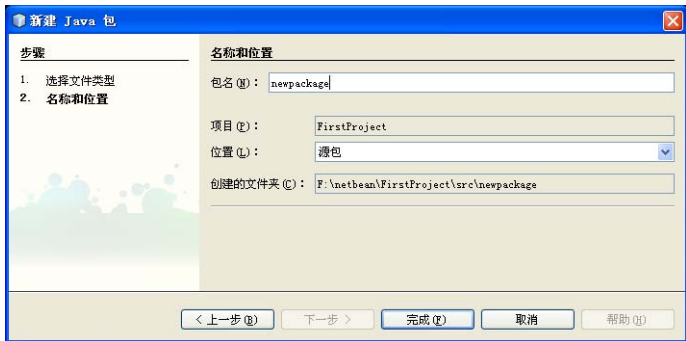 新建 Java 包
步骤
1. 选择文件类型
2. 名称和位置
名称和位置
包名(N)： newpackage
项目(P)： FirstProject
位置(L)： 源包
创建的文件夹(C)： F:\netbean\FirstProject\src\newpackage
< 上一步(B) 下一步 > 完成(F) 取消 帮助(H)